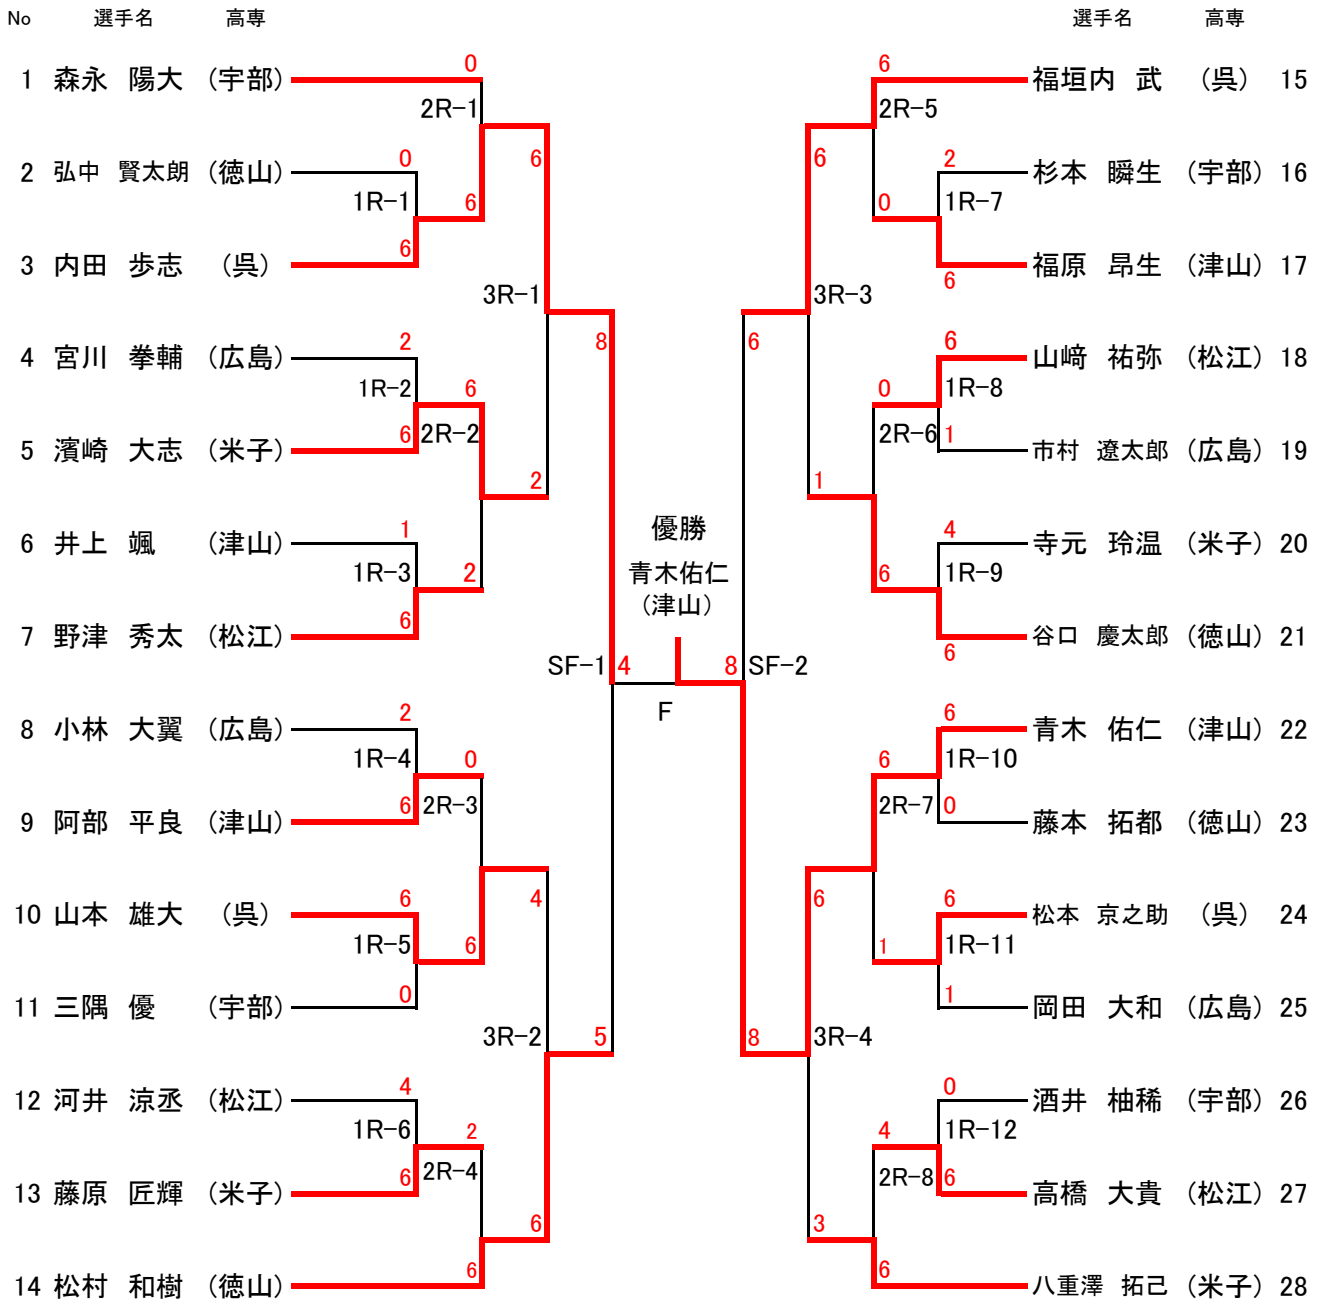 No 選手名 高専 選手名 高専
0 6
1 森永 陽大 (宇部) 福垣内 武 (呉) 15
2R-1 2R-5
0 6 6 2
2 弘中 賢太朗 (徳山) 杉本 瞬生 (宇部) 16
1R-1 6 0 1R-7
6
3 内田 歩志 (呉) 福原 昂生 (津山) 17
6
3R-1 3R-3
2 8 6 6
4 宮川 拳輔 (広島) 山﨑 祐弥 (松江) 18
1R-2 6 0 1R-8
6 2R-2 2R-6 1
5 濱崎 大志 (米子) 市村 遼太郎 (広島) 19
2 1
1 優勝 4
6 井上 颯 (津山) 寺元 玲温 (米子) 20
1R-3 2 青木佑仁 6 1R-9
6 (津山)
7 野津 秀太 (松江) 谷口 慶太郎 (徳山) 21
6
SF-1 4 8 SF-2
2 F 6
8 小林 大翼 (広島) 青木 佑仁 (津山) 22
1R-4 0 6 1R-10
6 2R-3 2R-7 0
9 阿部 平良 (津山) 藤本 拓都 (徳山) 23
6 4 6 6
10 山本 雄大 (呉) 松本 京之助 (呉) 24
1R-5 6 1 1R-11
0 1
11 三隅 優 (宇部) 岡田 大和 (広島) 25
3R-2 5 8 3R-4
4 0
12 河井 涼丞 (松江) 酒井 柚稀 (宇部) 26
1R-6 2 4 1R-12
6 2R-4 2R-8 6
13 藤原 匠輝 (米子) 高橋 大貴 (松江) 27
6 3
6 6
14 松村 和樹 (徳山) 八重澤 拓己 (米子) 28